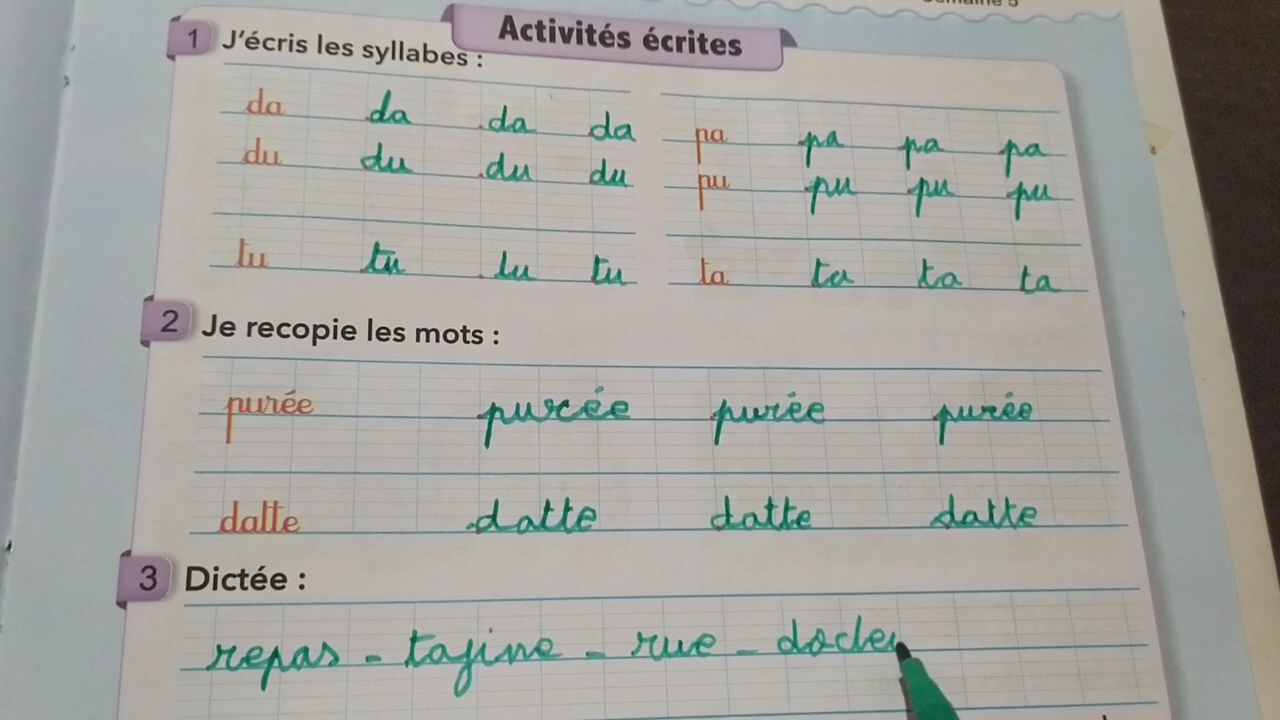 Activités écrites
1 J'écris les syllabes :
da da da da pa pa pa pa
du du du du pu pu pu pu
tu tu tu tu ta ta ta ta
2 Je recopie les mots :
purée purée purée purée
datte datte datte datte
3 Dictée :
repas - tajine - rue -